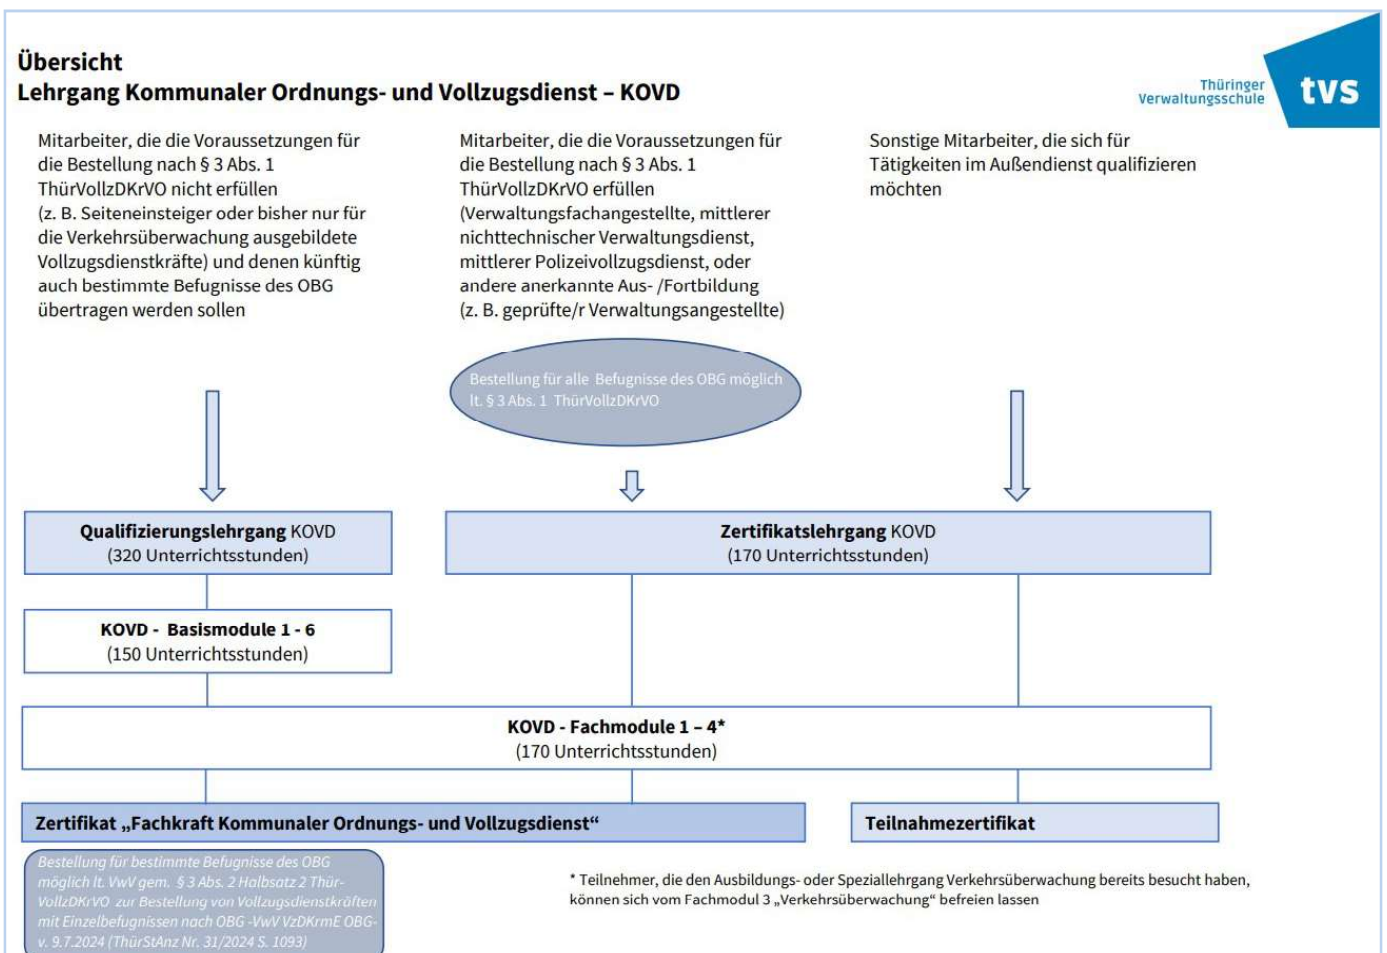 Übersicht
Lehrgang Kommunaler Ordnungs- und Vollzugsdienst – KOVD
Thüringer
Verwaltungsschule
tvs
Mitarbeiter, die die Voraussetzungen für
die Bestellung nach § 3 Abs. 1
ThürVollzDKrVO nicht erfüllen
(z. B. Seiteneinsteiger oder bisher nur für
die Verkehrsüberwachung ausgebildete
Vollzugsdienstkräfte) und denen künftig
auch bestimmte Befugnisse des OBG
übertragen werden sollen
Mitarbeiter, die die Voraussetzungen für
die Bestellung nach § 3 Abs. 1
ThürVollzDKrVO erfüllen
(Verwaltungsfachangestellte, mittlerer
nichttechnischer Verwaltungsdienst,
mittlerer Polizeivollzugsdienst, oder
andere anerkannte Aus- /Fortbildung
(z. B. geprüfte/r Verwaltungsangestellte)
Sonstige Mitarbeiter, die sich für
Tätigkeiten im Außendienst qualifizieren
möchten
Bestellung für alle Befugnisse des OBG möglich
lt. § 3 Abs. 1 ThürVollzDKrVO
Qualifizierungslehrgang KOVD
(320 Unterrichtsstunden)
Zertifikatslehrgang KOVD
(170 Unterrichtsstunden)
KOVD - Basismodule 1 - 6
(150 Unterrichtsstunden)
KOVD - Fachmodule 1 – 4*
(170 Unterrichtsstunden)
Zertifikat „Fachkraft Kommunaler Ordnungs- und Vollzugsdienst“
Teilnahmezertifikat
Bestellung für bestimmte Befugnisse des OBG
möglich lt. VwV gem. § 3 Abs. 2 Halbsatz 2 Thür-
VollzDKrVO zur Bestellung von Vollzugsdienstkräften
mit Einzelbefugnissen nach OBG -VwV VzDKrmE OBG-
v. 9.7.2024 (ThürStAnz Nr. 31/2024 S. 1093)
* Teilnehmer, die den Ausbildungs- oder Speziallehrgang Verkehrsüberwachung bereits besucht haben,
können sich vom Fachmodul 3 „Verkehrsüberwachung“ befreien lassen